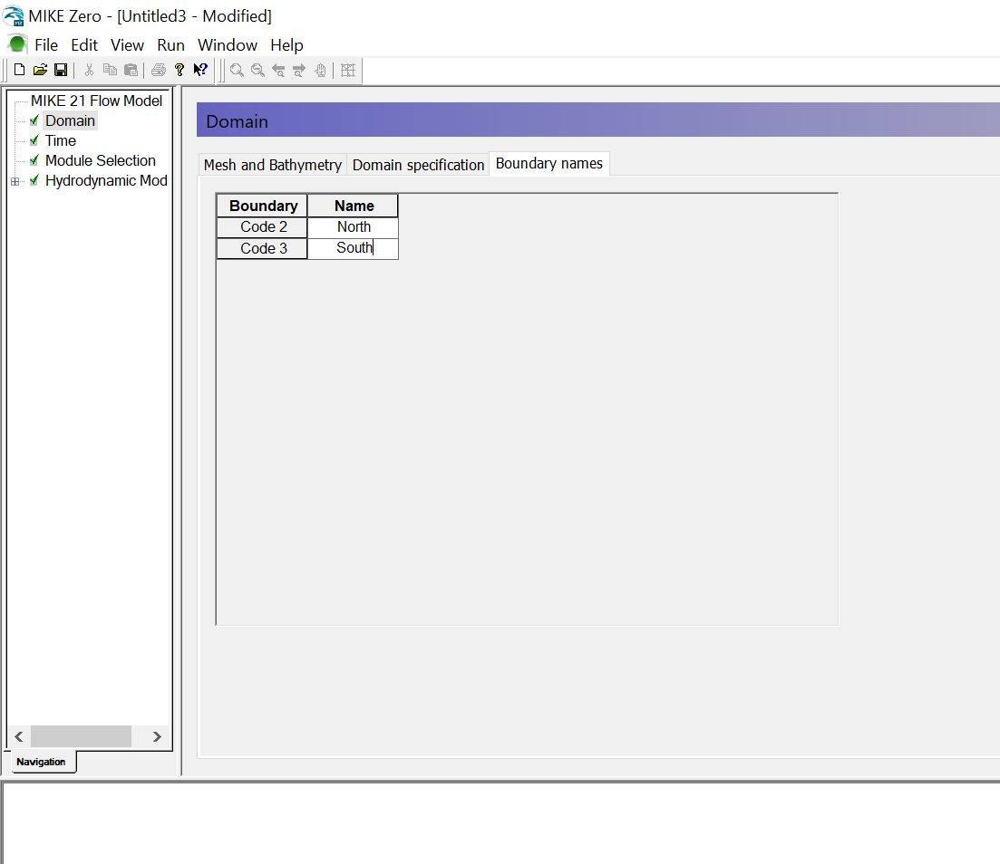 MIKE Zero - [Untitled3 - Modified]
File Edit View Run Window Help
MIKE 21 Flow Model
Domain
Time
Module Selection
Hydrodynamic Mod
Navigation
Domain
Mesh and Bathymetry Domain specification Boundary names
Boundary Name
Code 2 North
Code 3 South